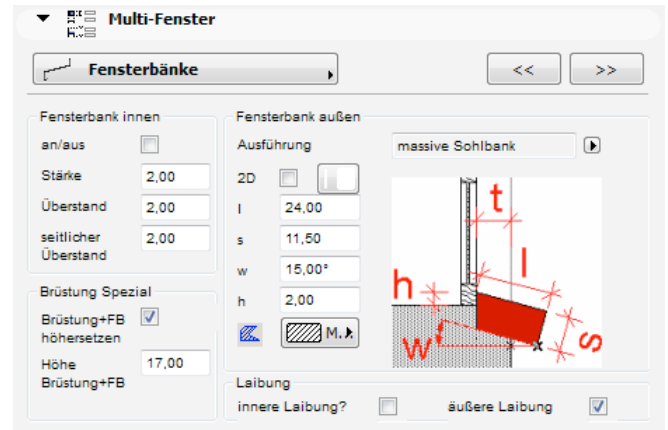 Multi-Fenster
Fensterbänke
<<
>>
Fensterbank innen
an/aus
Stärke 2,00
Überstand 2,00
seitlicher 2,00
Überstand
Brüstung Spezial
Brüstung+FB
höhersetzen
Höhe 17,00
Brüstung+FB
Fensterbank außen
Ausführung massive Sohlbank
2D
l 24,00
s 11,50
w 15,00°
h 2,00
M.
t
l
h
s
w
Laibung
innere Laibung? äußere Laibung